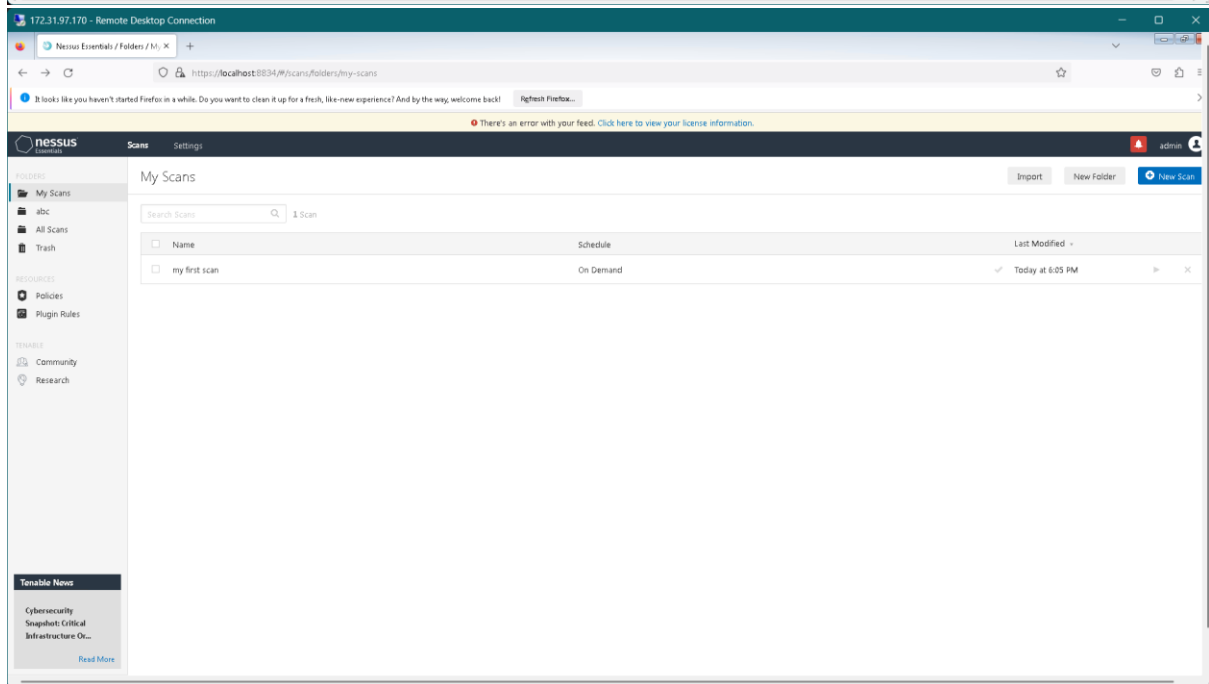 172.31.97.170 - Remote Desktop Connection
Nessus Essentials / Folders / My
https://localhost:8834/#/scans/folders/my-scans
It looks like you haven't started Firefox in a while. Do you want to clean it up for a fresh, like-new experience? And by the way, welcome back! Refresh Firefox...
There's an error with your feed. Click here to view your license information.
nessus Essentials Scans Settings admin
FOLDERS
My Scans
abc
All Scans
Trash
RESOURCES
Policies
Plugin Rules
TENABLE
Community
Research
Tenable News
Cybersecurity
Snapshot: Critical
Infrastructure Or...
Read More
My Scans Import New Folder New Scan
Search Scans 1 Scan
Name Schedule Last Modified
my first scan On Demand Today at 6:05 PM